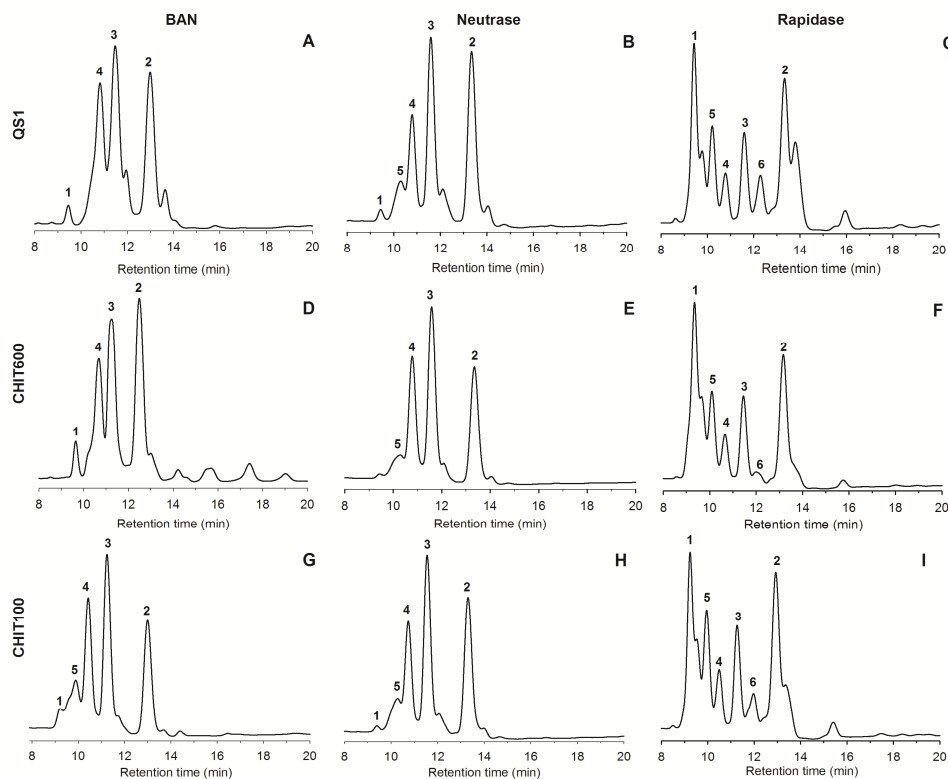 BAN Neutrase Rapidase
QS1
A
1 4 3 2
8 10 12 14 16 18 20
Retention time (min)
B
1 5 4 3 2
8 10 12 14 16 18 20
Retention time (min)
1 5 4 3 6 2
8 10 12 14 16 18 20
Retention time (min)
CHIT600
D
1 4 3 2
8 10 12 14 16 18 20
Retention time (min)
E
5 4 3 2
8 10 12 14 16 18 20
Retention time (min)
F
1 5 4 3 6 2
8 10 12 14 16 18 20
Retention time (min)
CHIT100
G
1 5 4 3 2
8 10 12 14 16 18 20
Retention time (min)
H
1 5 4 3 2
8 10 12 14 16 18 20
Retention time (min)
I
1 5 4 3 6 2
8 10 12 14 16 18 20
Retention time (min)